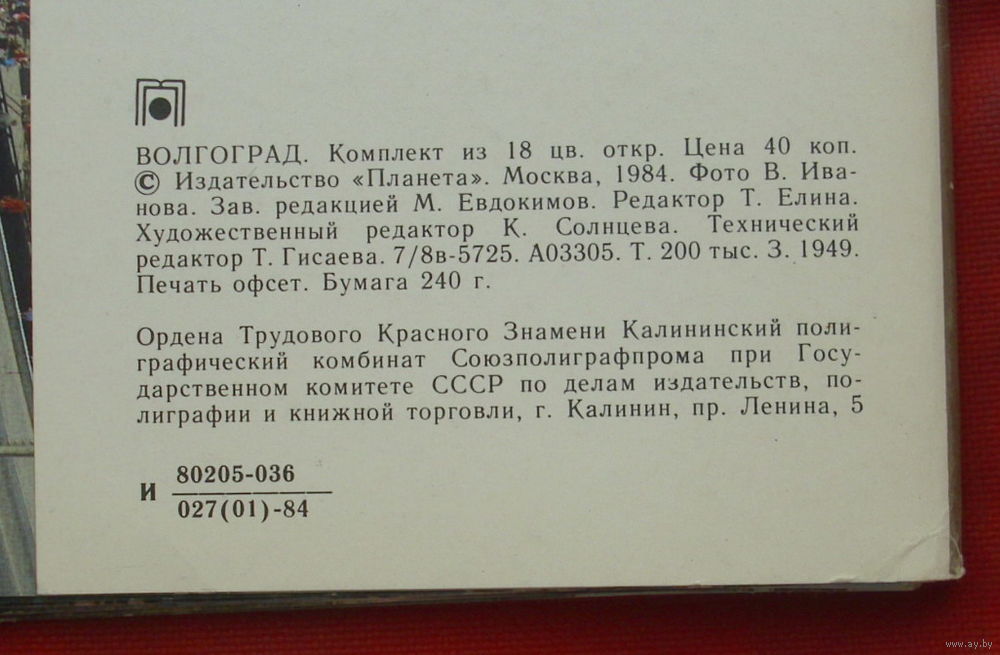 ВОЛГОГРАД. Комплект из 18 цв. откр. Цена 40 коп.
© Издательство «Планета». Москва, 1984. Фото В. Ива-
нова. Зав. редакцией М. Евдокимов. Редактор Т. Елина.
Художественный редактор К. Солнцева. Технический
редактор Т. Гисаева. 7/8в-5725. А03305. Т. 200 тыс. З. 1949.
Печать офсет. Бумага 240 г.
Ордена Трудового Красного Знамени Калининский поли-
графический комбинат Союзполиграфпрома при Госу-
дарственном комитете СССР по делам издательств, по-
лиграфии и книжной торговли, г. Калинин, пр. Ленина, 5
И 80205-036
027(01)-84
www.ay.by